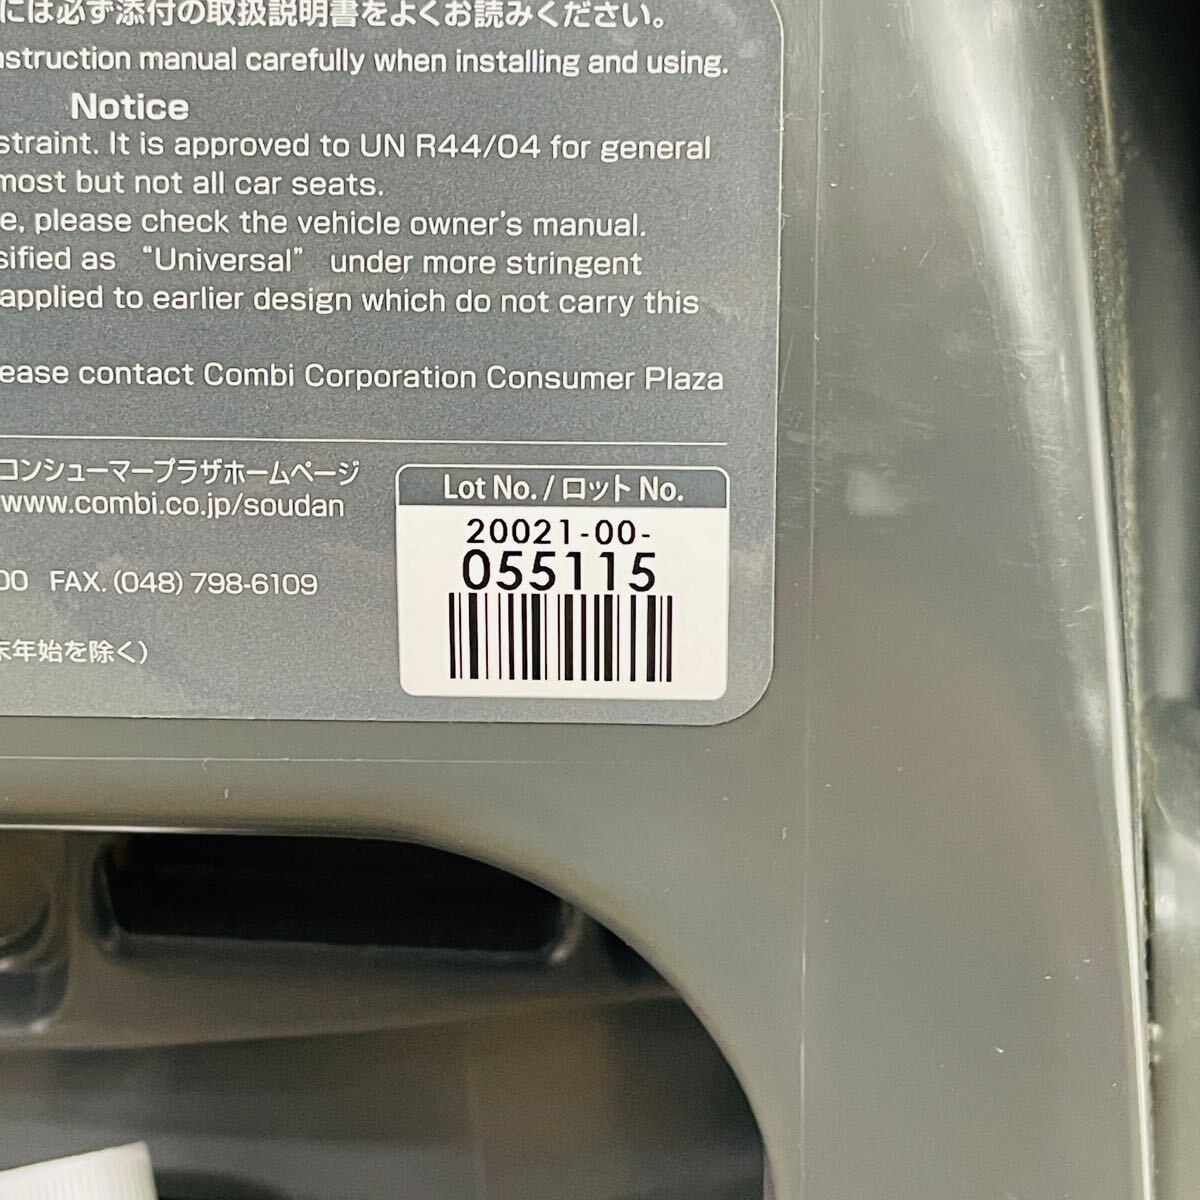 には必ず添付の取扱説明書をよくお読みください。
nstruction manual carefully when installing and using.
Notice
straint. It is approved to UN R44/04 for general
most but not all car seats.
e, please check the vehicle owner's manual.
sified as “Universal” under more stringent
applied to earlier design which do not carry this
ease contact Combi Corporation Consumer Plaza
コンシューマープラザホームページ
www.combi.co.jp/soudan
00 FAX. (048) 798-6109
末年始を除く)
Lot No. / ロット No.
20021-00-
055115